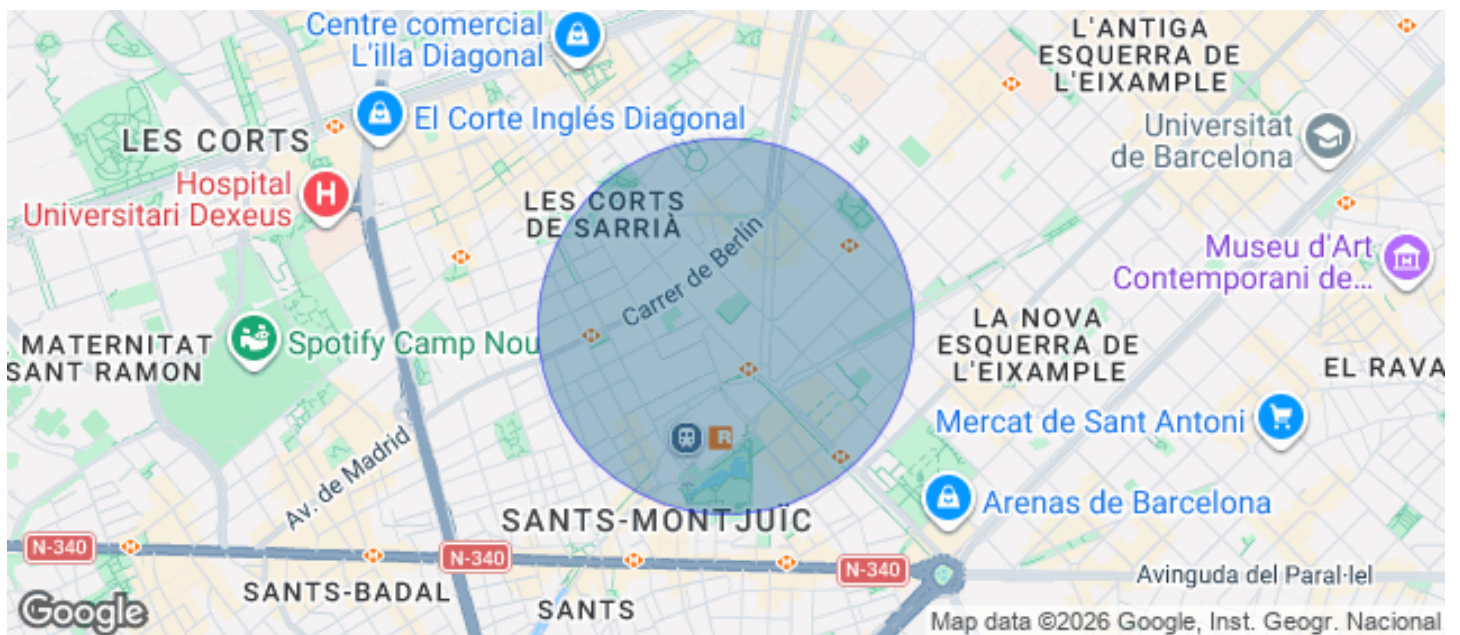 Centre comercial
L'illa Diagonal
L'ANTIGA
ESQUERRA DE
L'EIXAMPLE
El Corte Inglés Diagonal
LES CORTS
Universitat
de Barcelona
Hospital
Universitari Dexeus
H
LES CORTS
DE SARRIÀ
Carrer de Berlín
Museu d'Art
Contemporani de...
MATERNITAT
SANT RAMON
Spotify Camp Nou
LA NOVA
ESQUERRA DE
L'EIXAMPLE
EL RAVA
Mercat de Sant Antoni
R
Av. de Madrid
Arenas de Barcelona
SANTS-MONTJUÏC
N-340
N-340
N-340
SANTS-BADAL
SANTS
Avinguda del Paral·lel
Google
Map data ©2026 Google, Inst. Geogr. Nacional